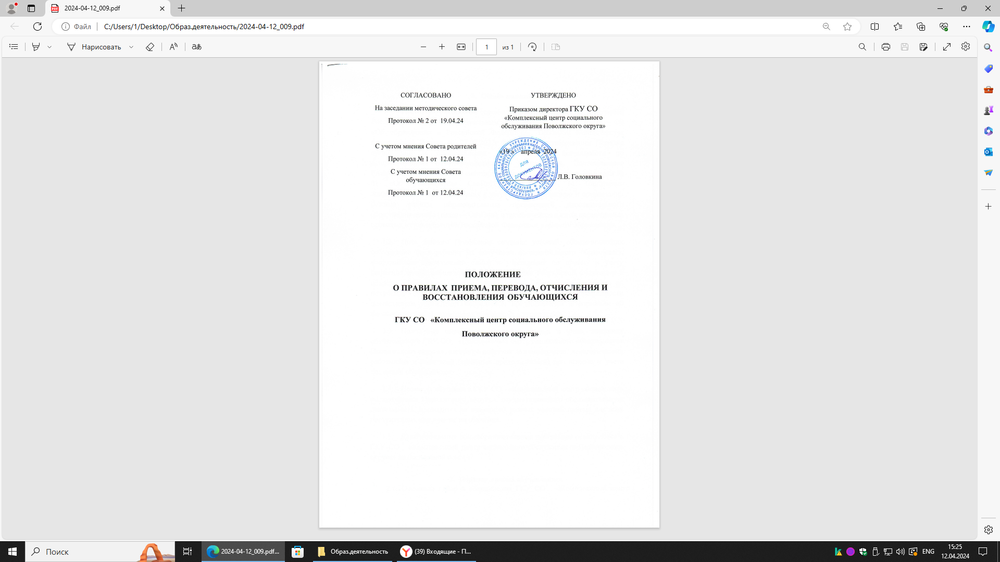 2024-04-12_009.pdf
Файл
C:/Users/1/Desktop/Образ.деятельность/2024-04-12_009.pdf
Нарисовать
1
из 1
СОГЛАСОВАНО
На заседании методического совета
Протокол № 2 от 19.04.24
С учетом мнения Совета родителей
Протокол № 1 от 12.04.24
С учетом мнения Совета
обучающихся
Протокол № 1 от 12.04.24
УТВЕРЖДЕНО
Приказом директора ГКУ СО
«Комплексный центр социального
обслуживания Поволжского округа»
«19 » апреля 2024
ДЛЯ
ДОКУМЕНТОВ
Л.В. Головкина
ПОЛОЖЕНИЕ
О ПРАВИЛАХ ПРИЕМА, ПЕРЕВОДА, ОТЧИСЛЕНИЯ И
ВОССТАНОВЛЕНИЯ ОБУЧАЮЩИХСЯ
ГКУ СО «Комплексный центр социального обслуживания
Поволжского округа»
Поиск
2024-04-12_009.pdf...
Образ.деятельность
(39) Входящие - П...
ENG
15:25
12.04.2024